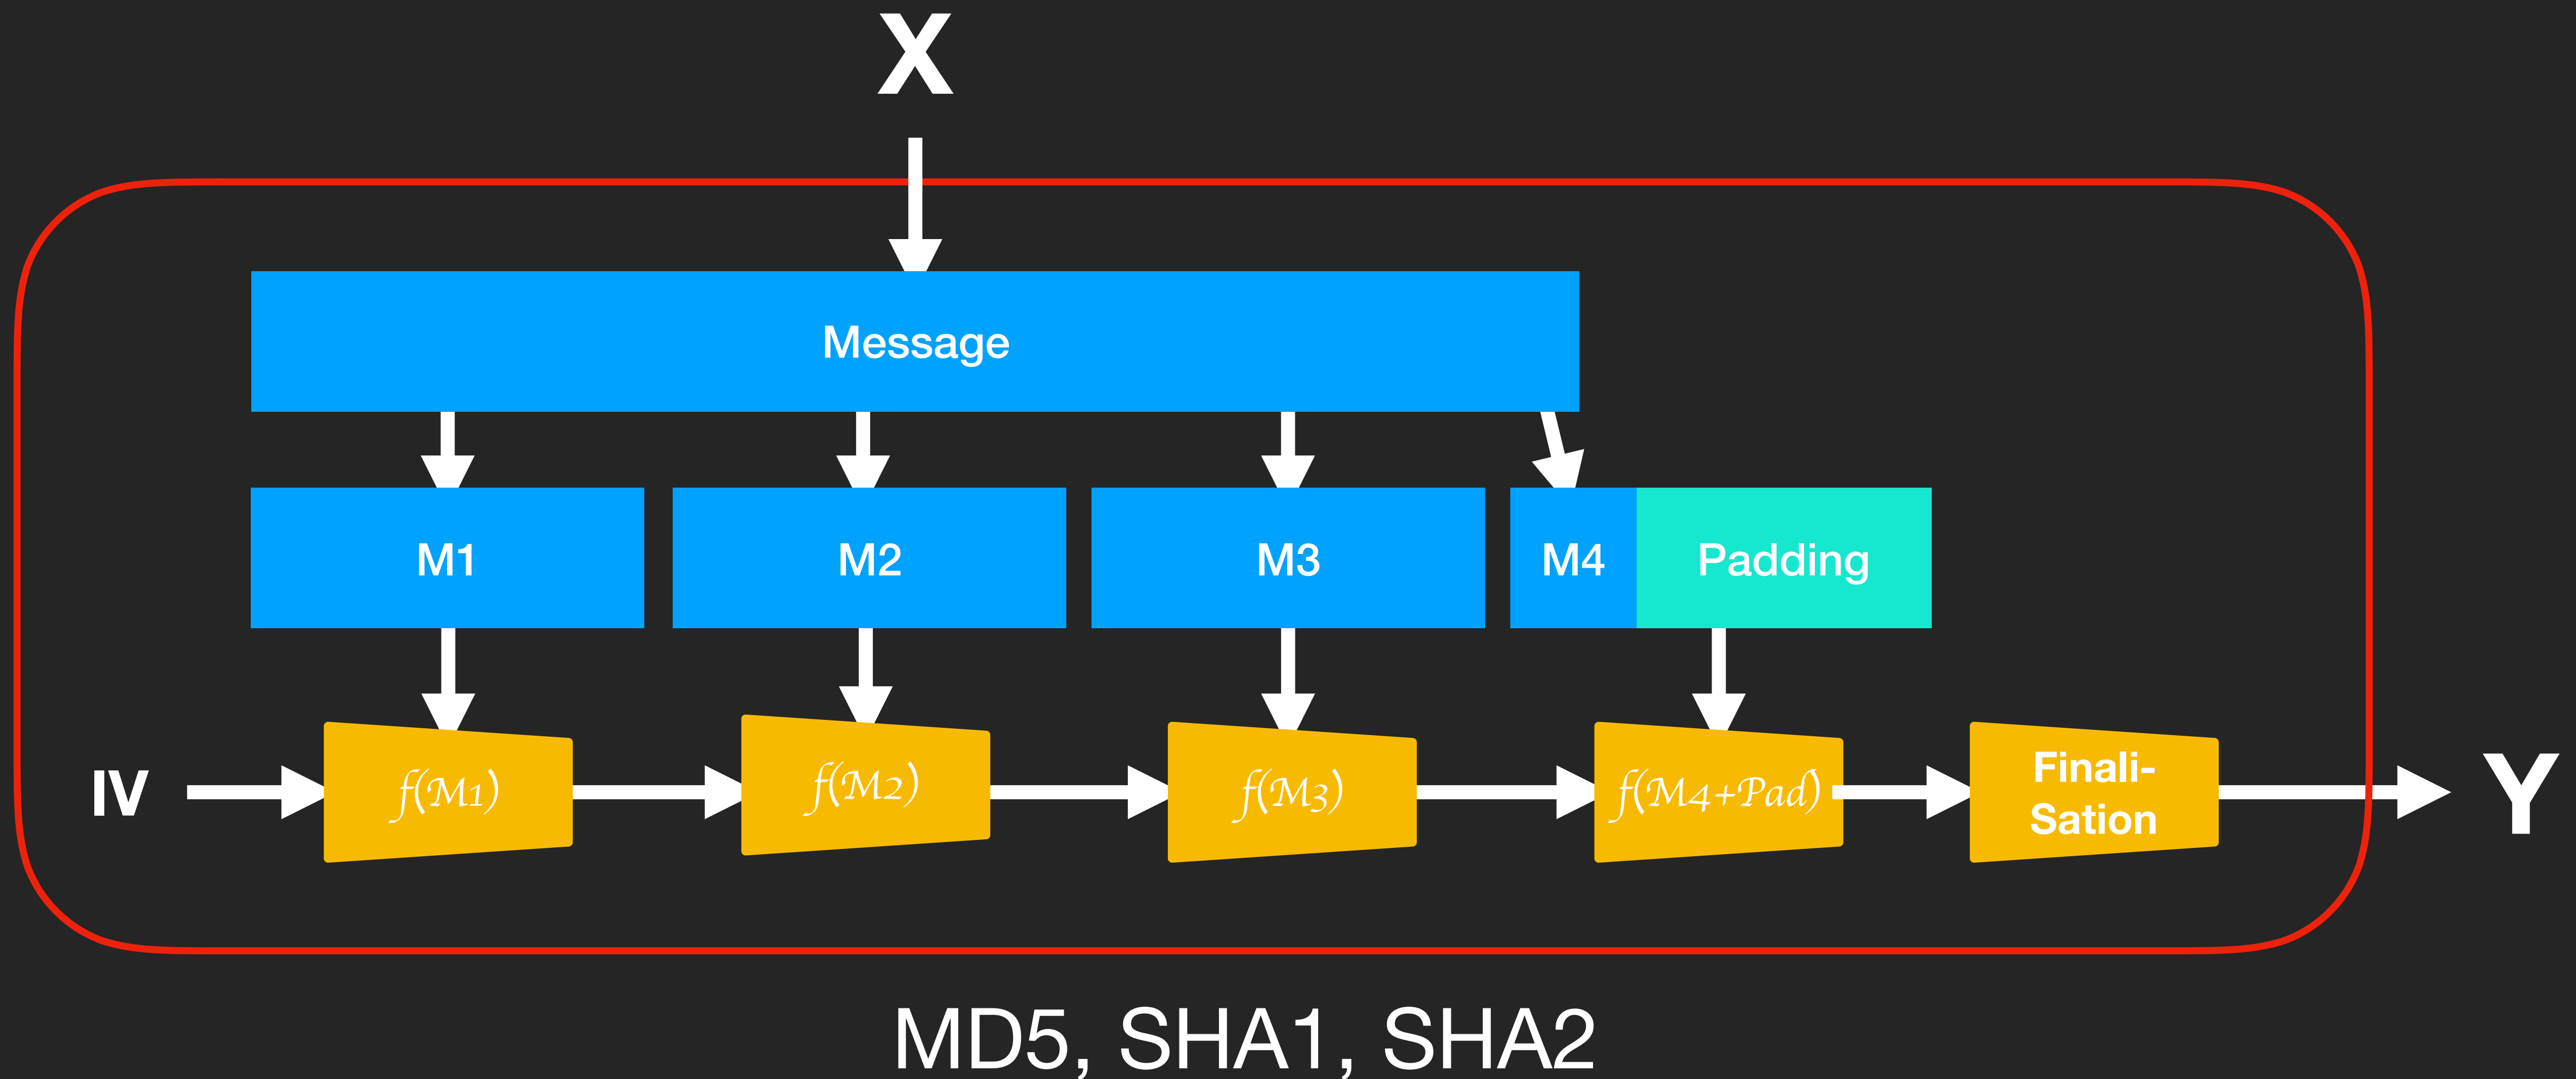 X
Message
M1
M2
M3
M4
Padding
IV
f(M1)
f(M2)
f(M3)
f(M4+Pad)
Finali-
Sation
Y
MD5, SHA1, SHA2